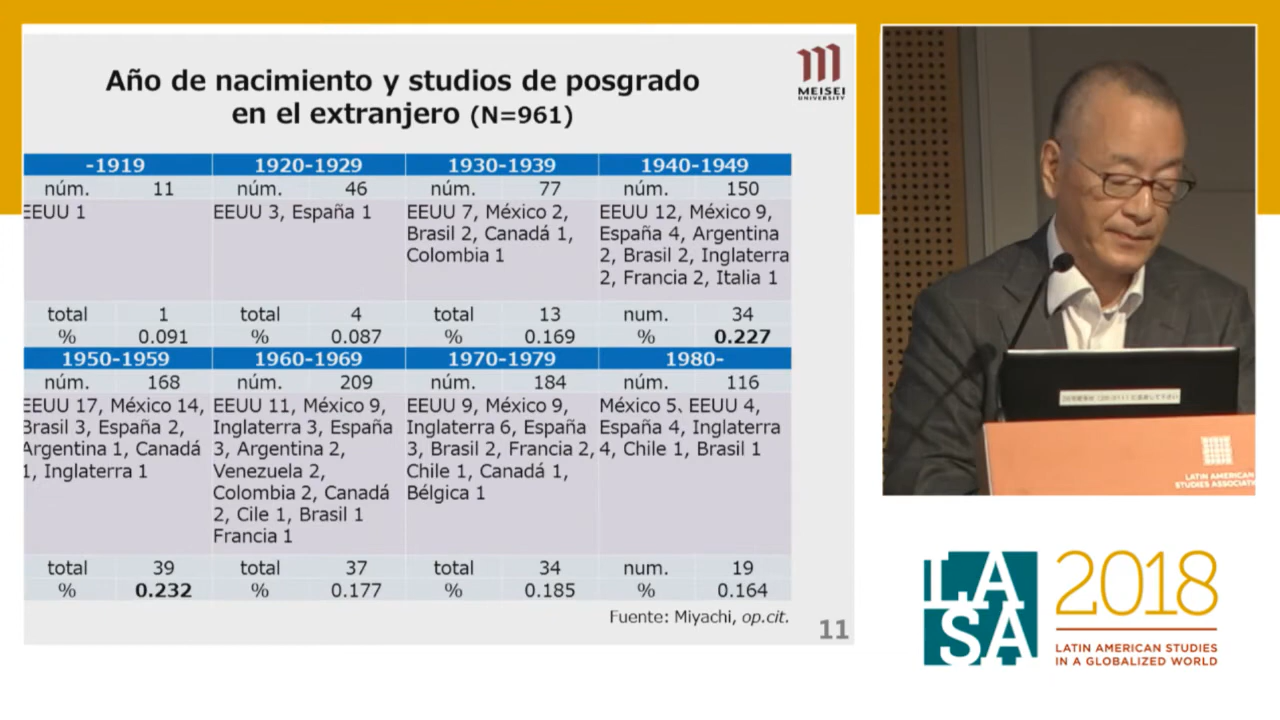 Año de nacimiento y studios de posgrado
en el extranjero (N=961)
MEISEI
UNIVERSITY
-1919 1920-1929 1930-1939 1940-1949
núm. 11 núm. 46 núm. 77 núm. 150
EEUU 1
EEUU 3, España 1
EEUU 7, México 2,
Brasil 2, Canadá 1,
Colombia 1
EEUU 12, México 9,
España 4, Argentina
2, Brasil 2, Inglaterra
2, Francia 2, Italia 1
total 1 total 4 total 13 num. 34
% 0.091 % 0.087 % 0.169 % 0.227
1950-1959 1960-1969 1970-1979 1980-
núm. 168 núm. 209 núm. 184 núm. 116
EEUU 17, México 14,
Brasil 3, España 2,
Argentina 1, Canadá
1, Inglaterra 1
EEUU 11, México 9,
Inglaterra 3, España
3, Argentina 2,
Venezuela 2,
Colombia 2, Canadá
2, Cile 1, Brasil 1
Francia 1
EEUU 9, México 9,
Inglaterra 6, España
3, Brasil 2, Francia 2,
Chile 1, Canadá 1,
Bélgica 1
México 5、EEUU 4,
España 4, Inglaterra
4, Chile 1, Brasil 1
total 39 total 37 total 34 num. 19
% 0.232 % 0.177 % 0.185 % 0.164
Fuente: Miyachi, op.cit.
11
LATIN AMERICAN
STUDIES ASSOCIAT
LASA
2018
LATIN AMERICAN STUDIES
IN A GLOBALIZED WORLD